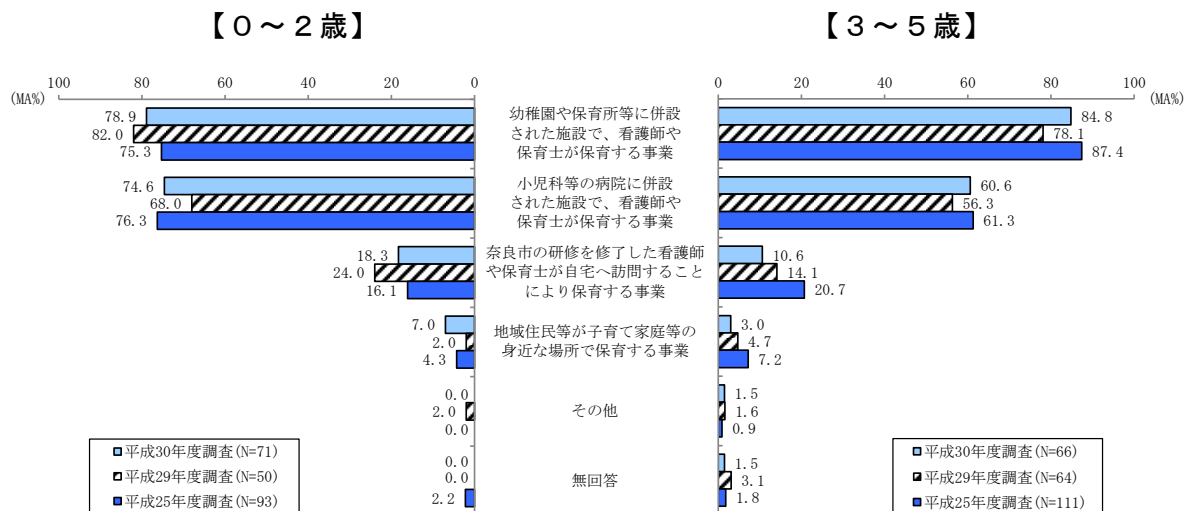 【０～２歳】
【３～５歳】
100 80 60 40 20 0
(MA%)
0 20 40 60 80 100
(MA%)
78.9
82.0
75.3
幼稚園や保育所等に併設
された施設で、看護師や
保育士が保育する事業
84.8
78.1
87.4
74.6
68.0
76.3
小児科等の病院に併設
された施設で、看護師や
保育士が保育する事業
60.6
56.3
61.3
18.3
24.0
16.1
奈良市の研修を修了した看護師
や保育士が自宅へ訪問すること
により保育する事業
10.6
14.1
20.7
7.0
2.0
4.3
地域住民等が子育て家庭等の
身近な場所で保育する事業
3.0
4.7
7.2
0.0
2.0
0.0
その他
1.5
1.6
0.9
0.0
0.0
2.2
無回答
1.5
3.1
1.8
平成30年度調査(N=71)
平成29年度調査(N=50)
平成25年度調査(N=93)
平成30年度調査(N=66)
平成29年度調査(N=64)
平成25年度調査(N=111)